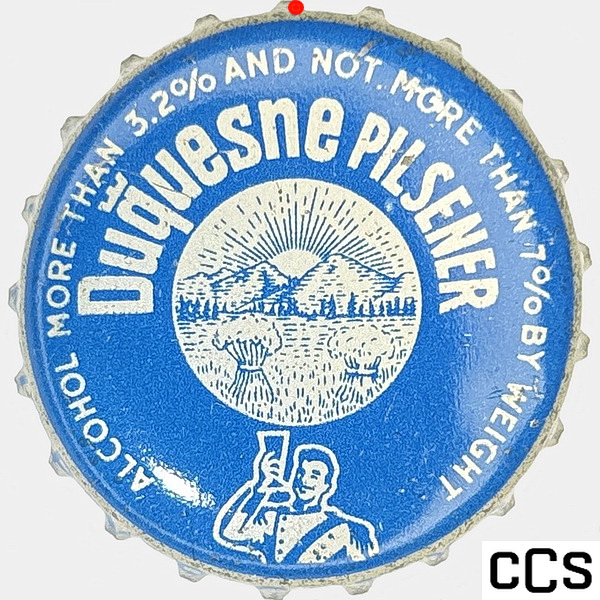 ALCOHOL MORE THAN 3.2% AND NOT MORE THAN 7% BY WEIGHT
Duquesne PILSENER
CCS